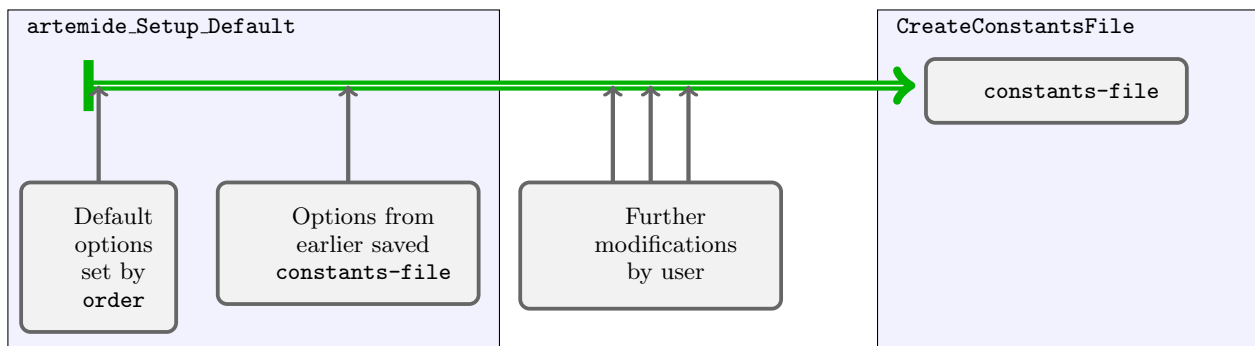 artemide_Setup_Default
CreateConstantsFile
constants-file
Default
options
set by
order
Options from
earlier saved
constants-file
Further
modifications
by user